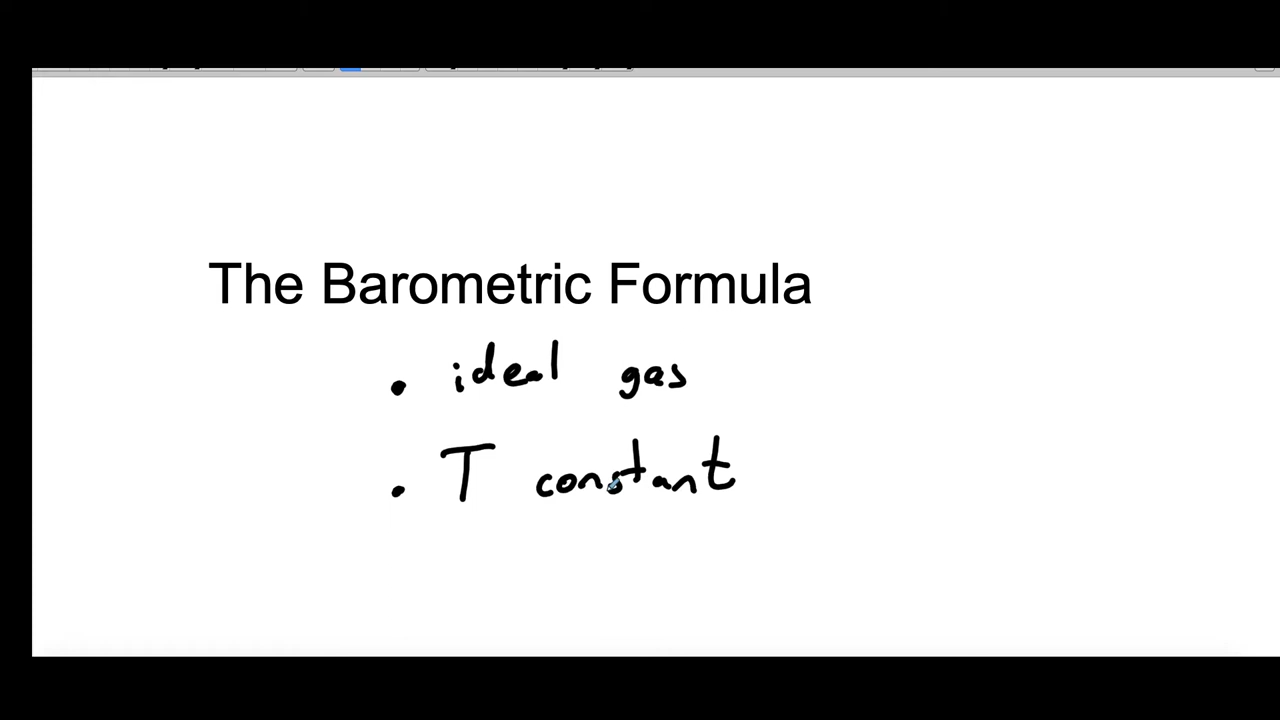 The Barometric Formula
• ideal gas
• T constant